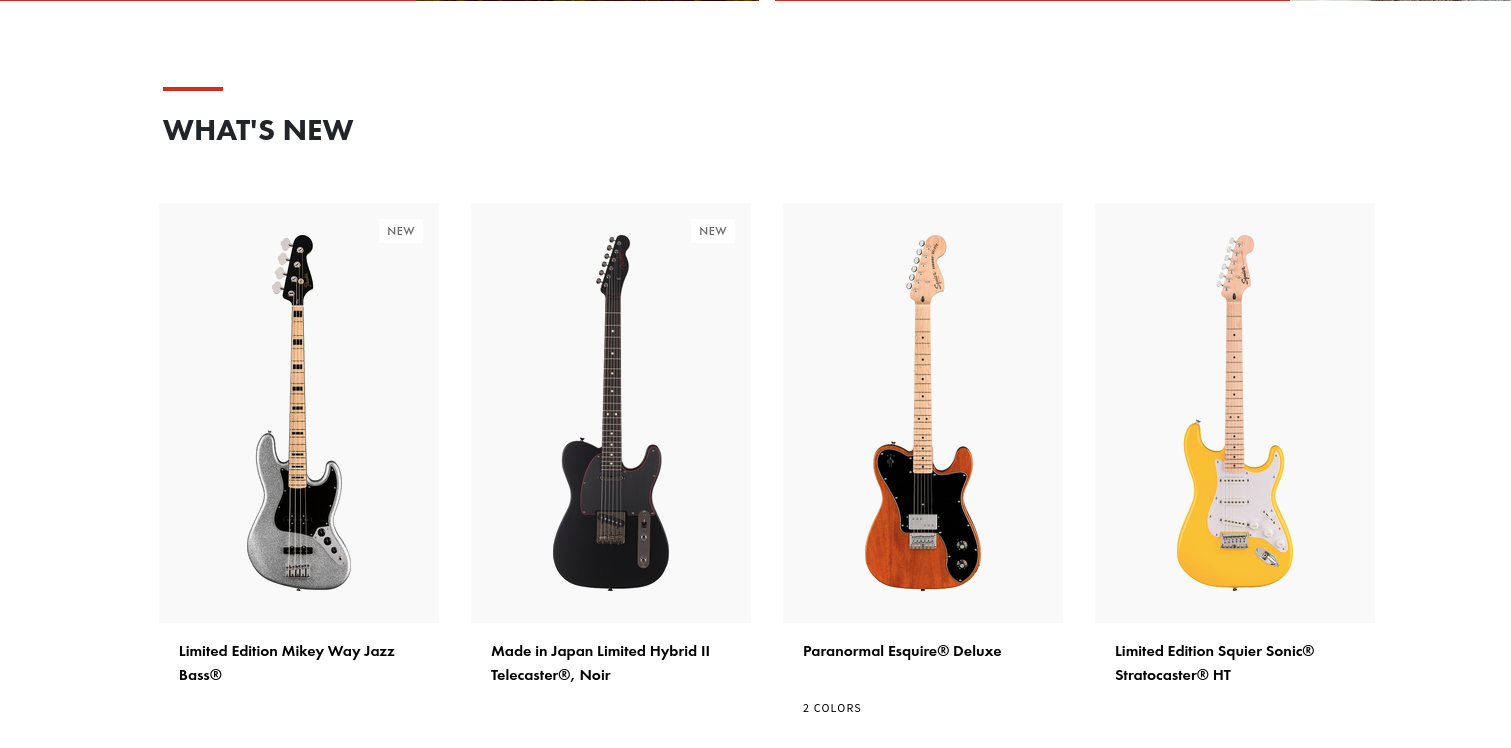 WHAT'S NEW
NEW
NEW
Limited Edition Mikey Way Jazz
Bass®
Made in Japan Limited Hybrid II
Telecaster®, Noir
Paranormal Esquire® Deluxe
2 COLORS
Limited Edition Squier Sonic®
Stratocaster® HT